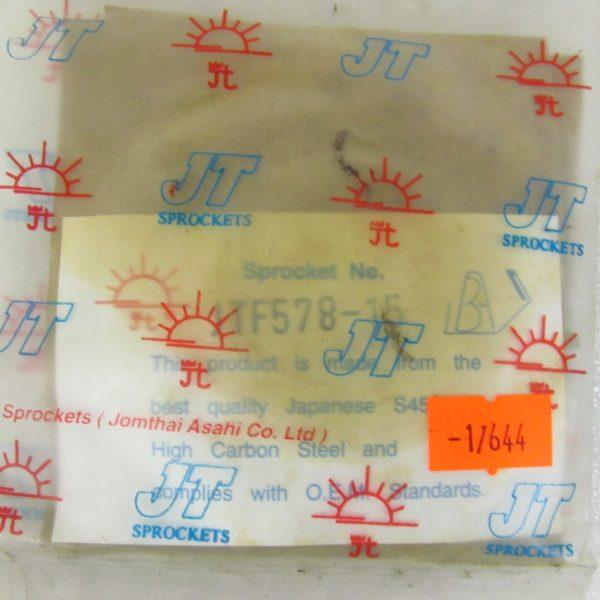 JT
JT
SPROCKETS
JT
SPROCKETS
Sprocket No.
JTF578-15
JT
JT
This product is made from the
best quality Japanese
High Carbon Steel and
complies with O.E.M. Standards.
Sprockets ( Jomthai Asahi Co. Ltd )
-1/644
JT
SPROCKETS
JT
SPROCKETS